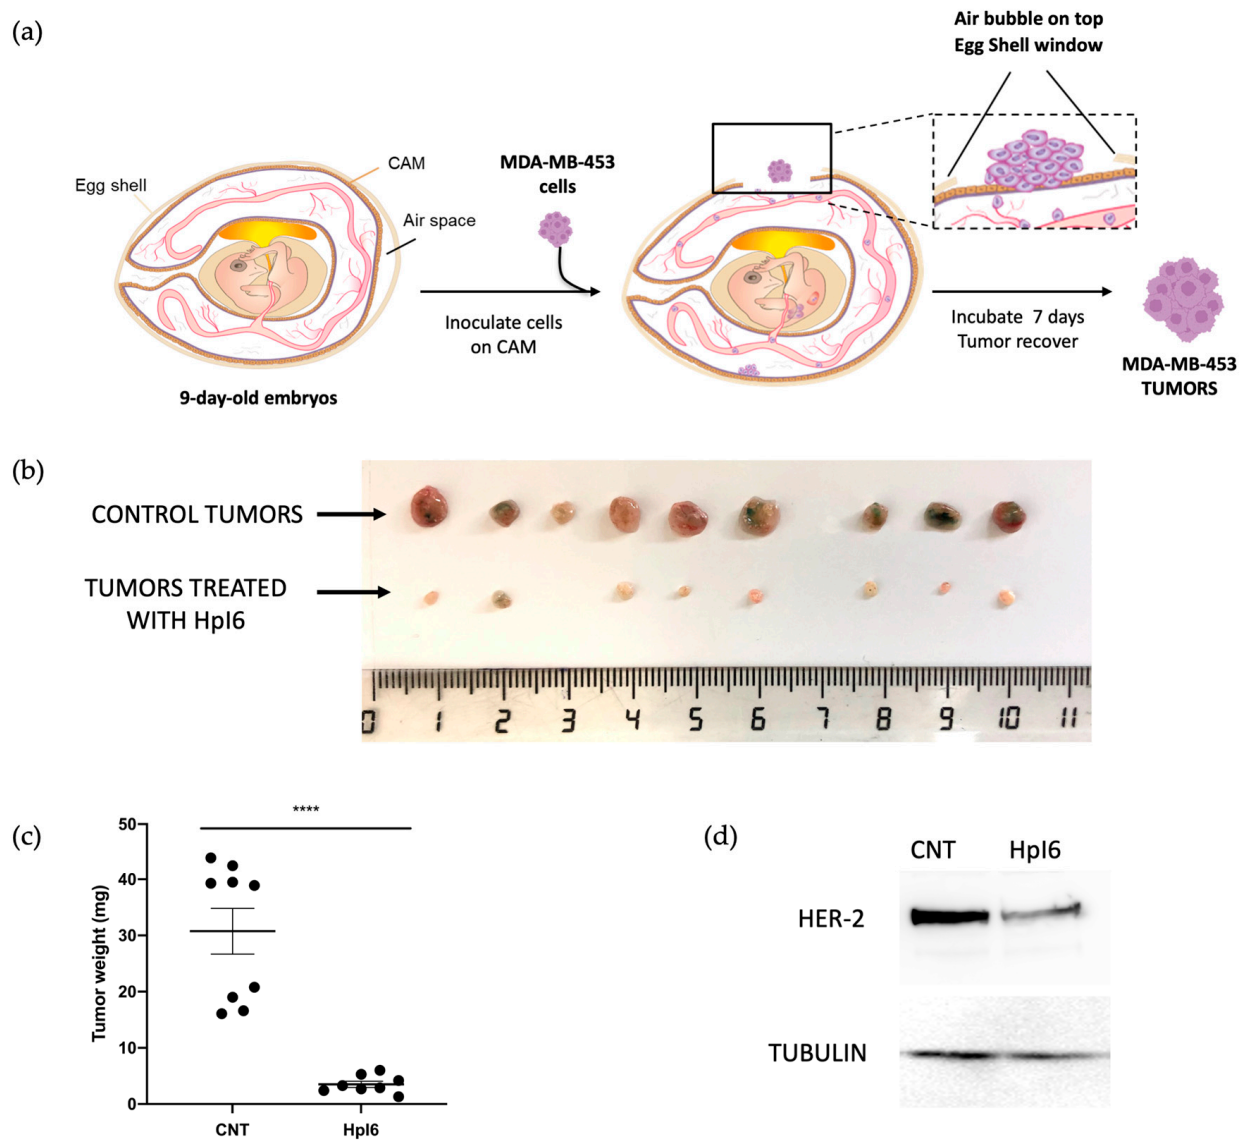 (a)
Air bubble on top
Egg Shell window
MDA-MB-453
cells
CAM
Egg shell
Air space
Inoculate cells
on CAM
Incubate 7 days
Tumor recover
MDA-MB-453
TUMORS
9-day-old embryos
(b)
CONTROL TUMORS
TUMORS TREATED
WITH HpI6
0 1 2 3 4 5 6 7 8 9 10 11
(c)
****
50
40
30
20
10
0
Tumor weight (mg)
CNT HpI6
(d)
CNT HpI6
HER-2
TUBULIN